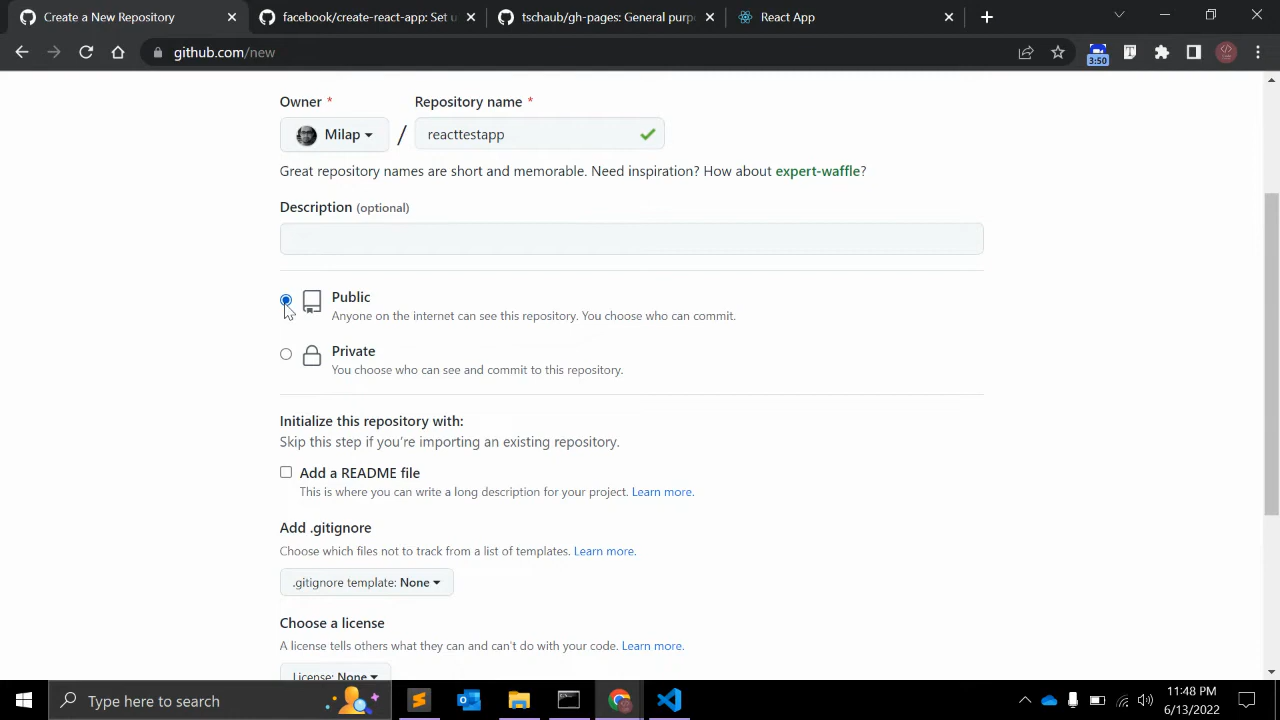 Create a New Repository
facebook/create-react-app: Set u
tschaub/gh-pages: General purp
React App
github.com/new
3:50
Owner *
Repository name *
Milap
/
reacttestapp
Great repository names are short and memorable. Need inspiration? How about expert-waffle?
Description (optional)
Public
Anyone on the internet can see this repository. You choose who can commit.
Private
You choose who can see and commit to this repository.
Initialize this repository with:
Skip this step if you’re importing an existing repository.
Add a README file
This is where you can write a long description for your project. Learn more.
Add .gitignore
Choose which files not to track from a list of templates. Learn more.
.gitignore template: None
Choose a license
A license tells others what they can and can't do with your code. Learn more.
License: None
Type here to search
11:48 PM
6/13/2022